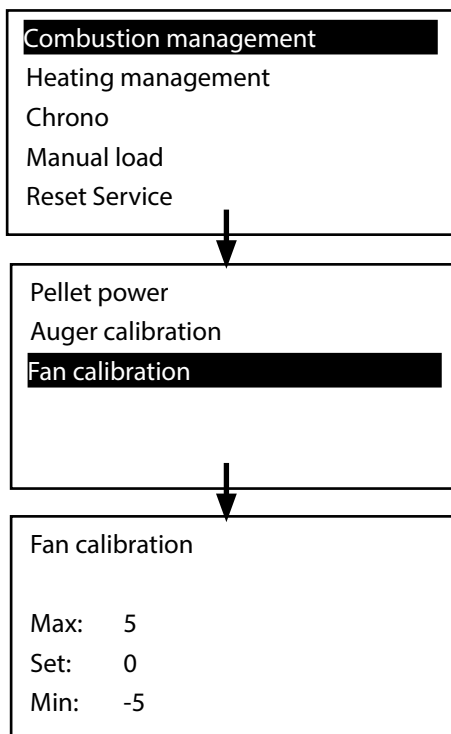 Combustion management
Heating management
Chrono
Manual load
Reset Service
Pellet power
Auger calibration
Fan calibration
Fan calibration
Max: 5
Set: 0
Min: -5